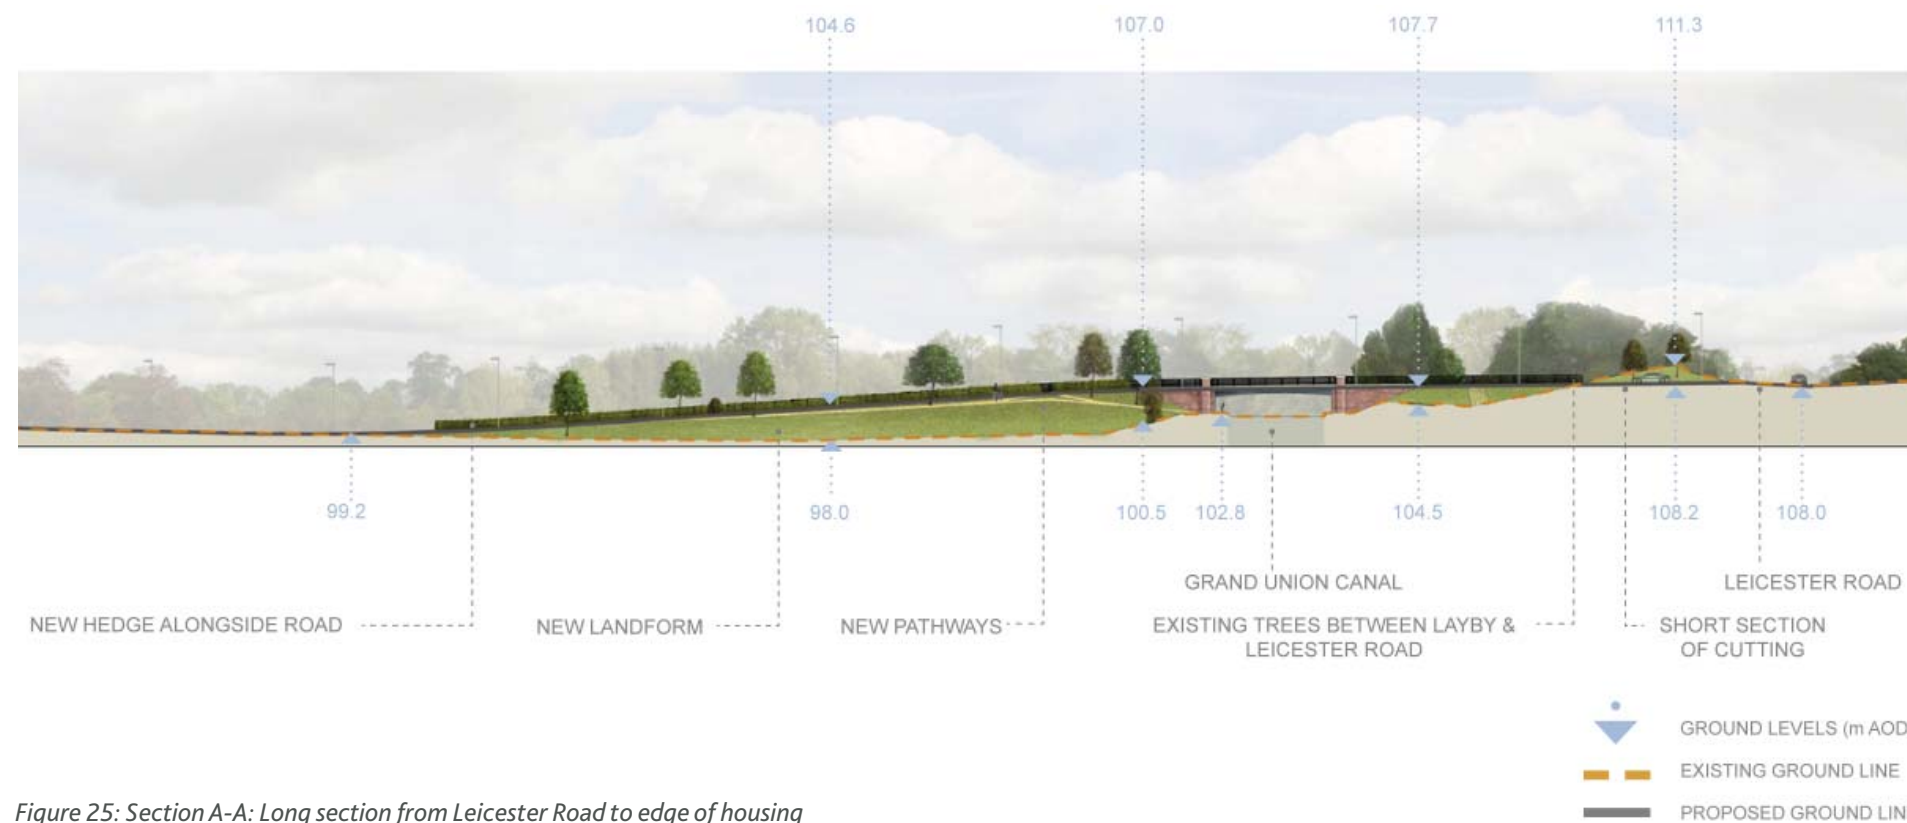 104.6
107.0
107.7
111.3
99.2
98.0
100.5
102.8
104.5
108.2
108.0
GRAND UNION CANAL
LEICESTER ROAD
NEW HEDGE ALONGSIDE ROAD
NEW LANDFORM
NEW PATHWAYS
EXISTING TREES BETWEEN LAYBY &
LEICESTER ROAD
SHORT SECTION
OF CUTTING
GROUND LEVELS (m AOD
EXISTING GROUND LINE
PROPOSED GROUND LIN
Figure 25: Section A-A: Long section from Leicester Road to edge of housing